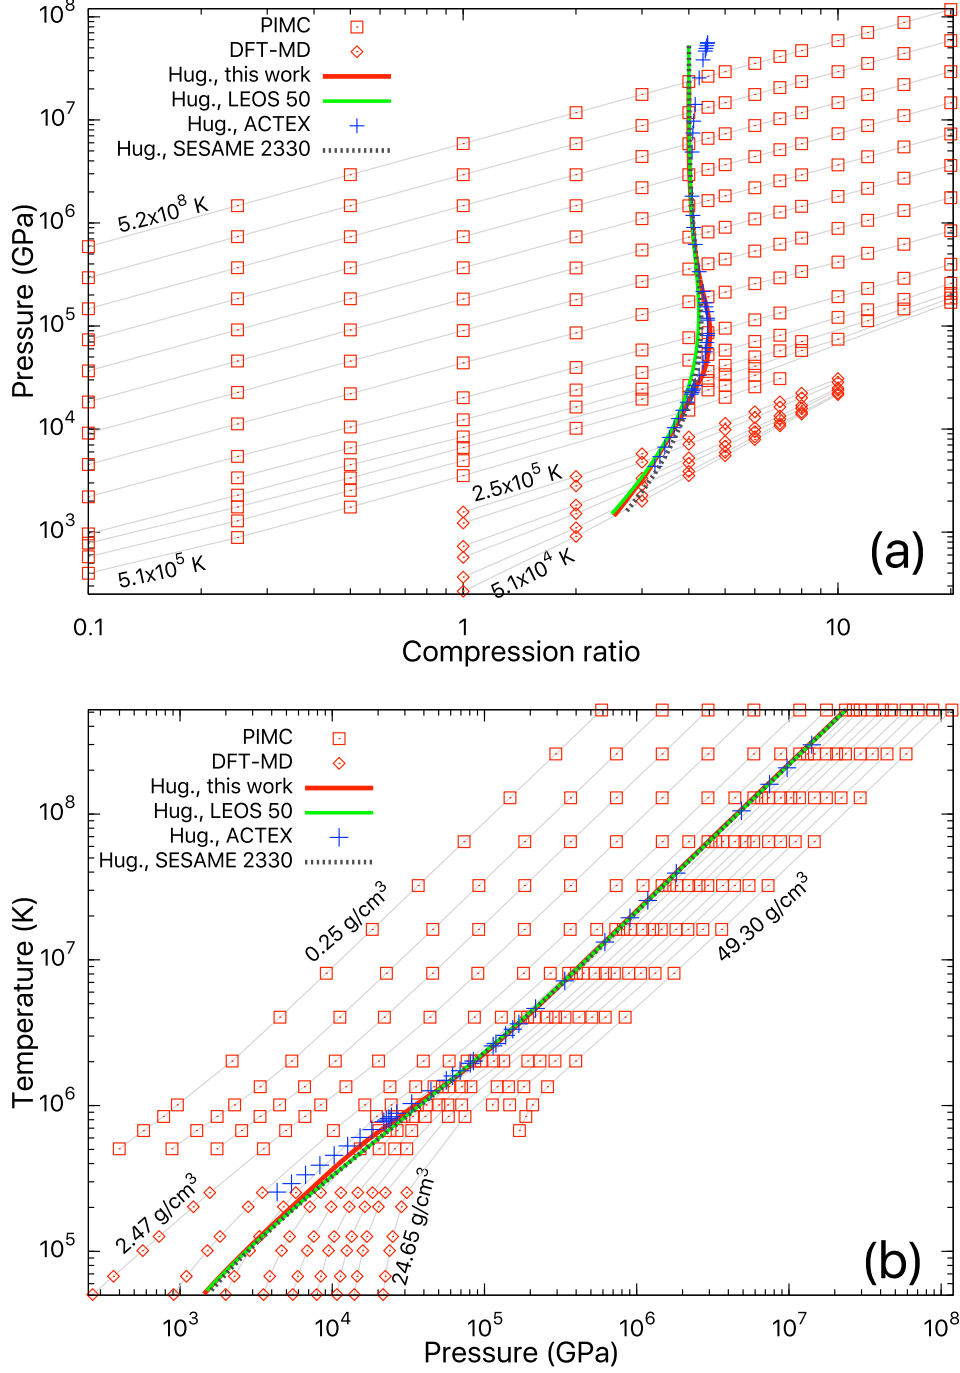 10^8
10^7
10^6
10^5
10^4
10^3
Pressure (GPa)
PIMC
DFT-MD
Hug., this work
Hug., LEOS 50
Hug., ACTEX
Hug., SESAME 2330
5.2x10^8 K
2.5x10^5 K
5.1x10^5 K
5.1x10^4 K
(a)
0.1 1 10
Compression ratio
PIMC
DFT-MD
Hug., this work
Hug., LEOS 50
Hug., ACTEX
Hug., SESAME 2330
10^8
10^7
10^6
10^5
Temperature (K)
0.25 g/cm^3
49.30 g/cm^3
2.47 g/cm^3
24.65 g/cm^3
(b)
10^3 10^4 10^5 10^6 10^7 10^8
Pressure (GPa)